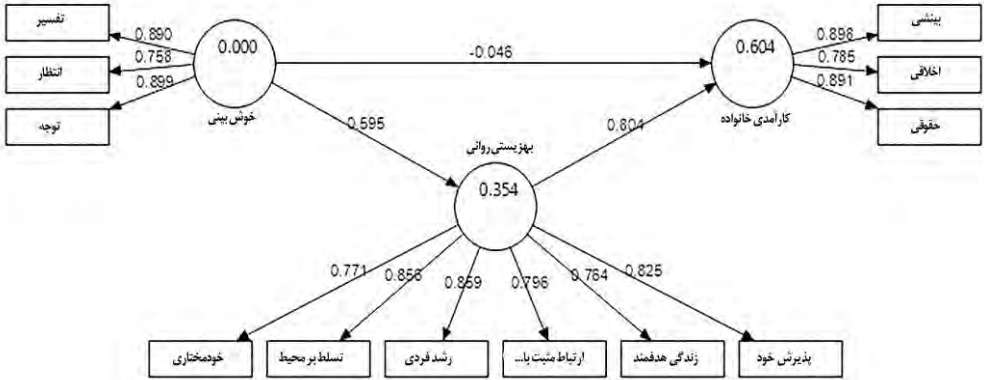 تفسیر
0.890
انتظار
0.758
توجه
0.899
0.000
خوش بینی
-0.046
0.604
کارآمدی خانواده
بینشی
0.898
اخلاقی
0.785
حقوقی
0.891
0.595
0.804
بهزیستی روانی
0.354
0.771
0.856
0.859
0.796
0.764
0.825
خودمختاری
تسلط بر محیط
رشد فردی
ارتباط مثبت با...
زندگی هدفمند
پذیرش خود